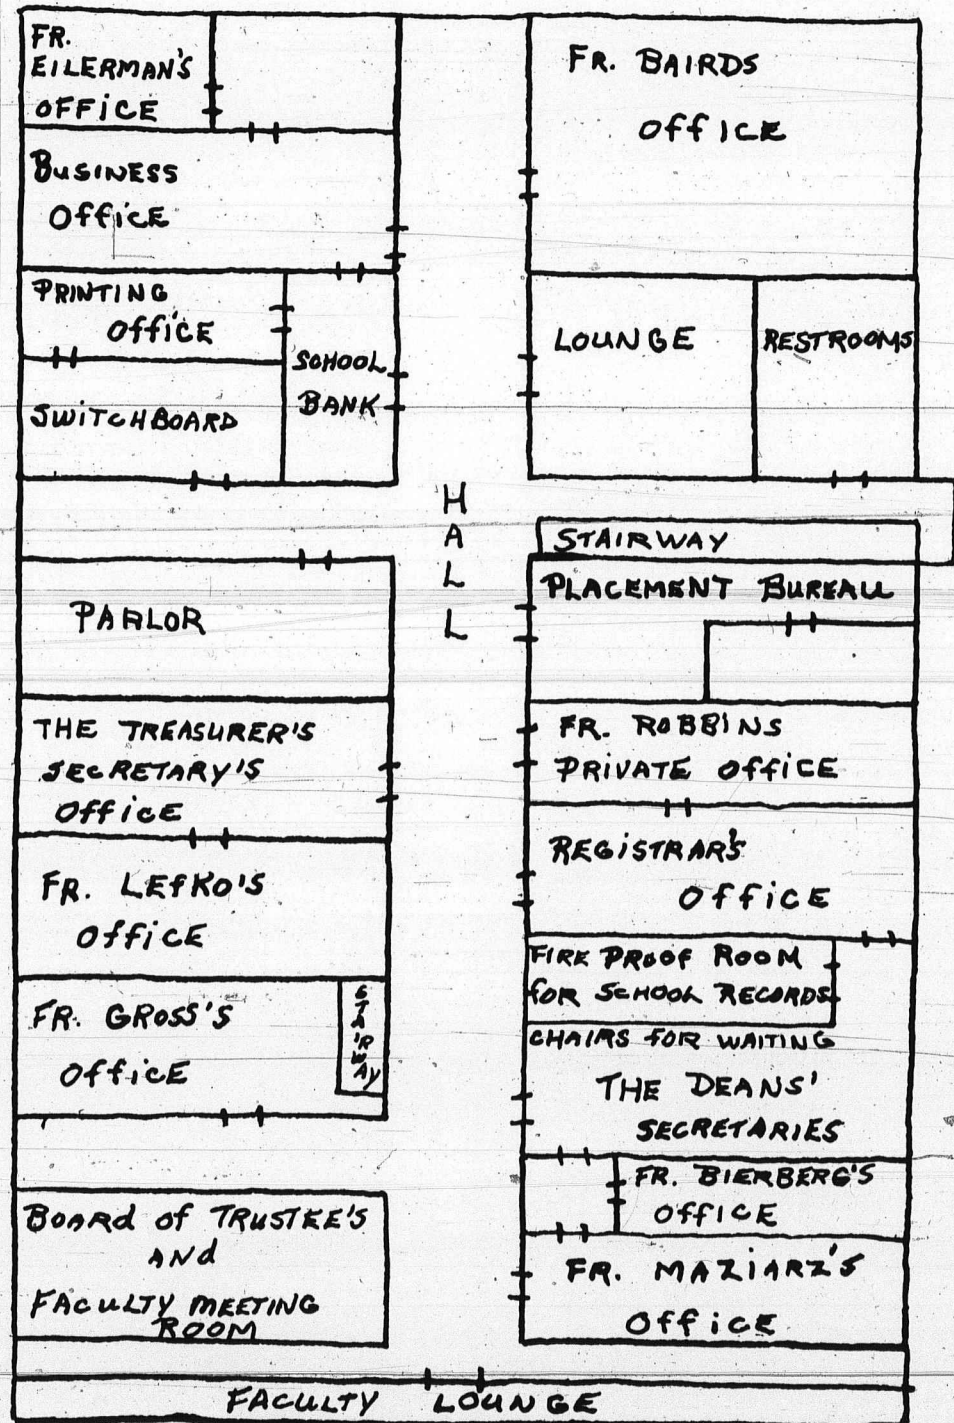 FR.
EILERMAN'S
OFFICE
BUSINESS
OFFICE
PRINTING
OFFICE
SWITCHBOARD
SCHOOL
BANK
FR. BAIRDS
OFFICE
LOUNGE
RESTROOMS
HALL
STAIRWAY
PARLOR
THE TREASURER'S
SECRETARY'S
OFFICE
FR. LEFKO'S
OFFICE
FR. GROSS'S
OFFICE
STAIRWAY
BOARD OF TRUSTEE'S
AND
FACULTY MEETING
ROOM
PLACEMENT BUREAU
FR. ROBBINS
PRIVATE OFFICE
REGISTRAR'S
OFFICE
FIRE PROOF ROOM
FOR SCHOOL RECORDS
CHAIRS FOR WAITING
THE DEANS'
SECRETARIES
FR. BIERBERG'S
OFFICE
FR. MAZIARZ'S
OFFICE
FACULTY LOUNGE